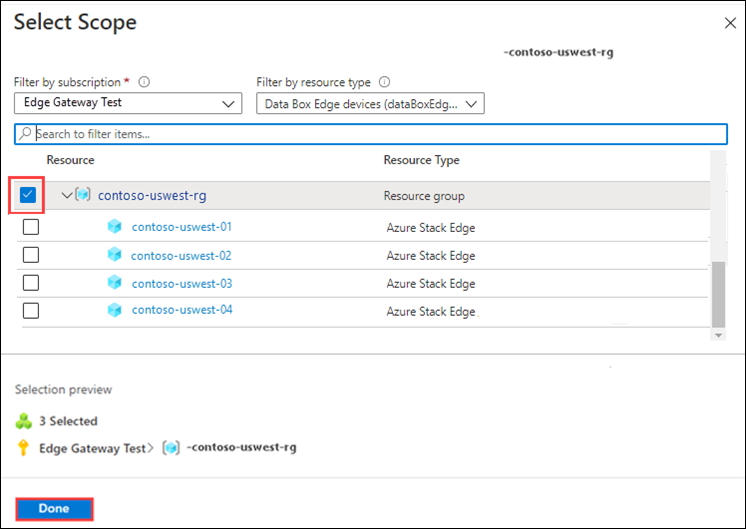 Select Scope
-contoso-uswest-rg
Filter by subscription *
Filter by resource type
Edge Gateway Test
Data Box Edge devices (dataBoxEdg...
Search to filter items...
Resource
Resource Type
contoso-uswest-rg
Resource group
contoso-uswest-01
Azure Stack Edge
contoso-uswest-02
Azure Stack Edge
contoso-uswest-03
Azure Stack Edge
contoso-uswest-04
Azure Stack Edge
Selection preview
3 Selected
Edge Gateway Test> -contoso-uswest-rg
Done